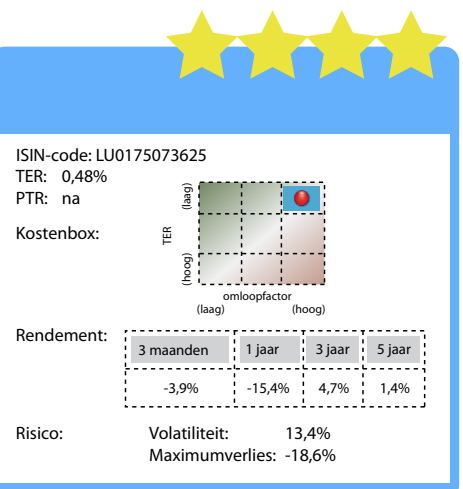 ISIN-code: LU0175073625
TER: 0,48%
PTR: na
Kostenbox:
TER
(laag)
(hoog)
omloopfactor
(laag) (hoog)
Rendement:
3 maanden 1 jaar 3 jaar 5 jaar
-3,9% -15,4% 4,7% 1,4%
Risico: Volatiliteit: 13,4%
Maximumverlies: -18,6%